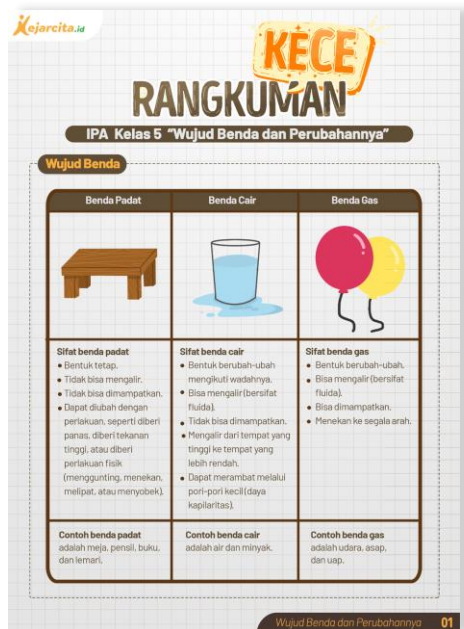 Kejarcita.id
KECE
RANGKUMAN
IPA Kelas 5 "Wujud Benda dan Perubahannya"
Wujud Benda
Benda Padat
Benda Cair
Benda Gas
Sifat benda padat
• Bentuk tetap.
• Tidak bisa mengalir.
• Tidak bisa dimampatkan.
• Dapat diubah dengan
perlakuan, seperti diberi
panas, diberi tekanan
tinggi, atau diberi
perlakuan fisik
(menggunting, menekan,
melipat, atau menyobek).
Sifat benda cair
• Bentuk berubah-ubah
mengikuti wadahnya.
• Bisa mengalir (bersifat
fluida).
• Tidak bisa dimampatkan.
• Mengalir dari tempat yang
tinggi ke tempat yang
lebih rendah.
• Dapat merambat melalui
pori-pori kecil (daya
kapilaritas).
Sifat benda gas
• Bentuk berubah-ubah.
• Bisa mengalir (bersifat
fluida).
• Bisa dimampatkan.
• Menekan ke segala arah.
Contoh benda padat
adalah meja, pensil, buku,
dan lemari.
Contoh benda cair
adalah air dan minyak.
Contoh benda gas
adalah udara, asap,
dan uap.
Wujud Benda dan Perubahannya 01